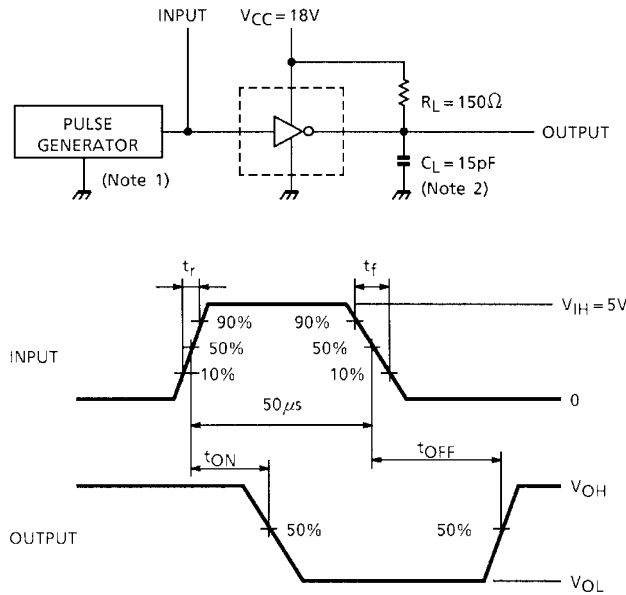 INPUT
VCC = 18V
PULSE
GENERATOR
(Note 1)
RL = 150Ω
OUTPUT
CL = 15pF
(Note 2)
tr
tf
VIH = 5V
90%
90%
INPUT
50%
50%
10%
10%
0
50μs
tON
tOFF
VOH
50%
50%
OUTPUT
VOL